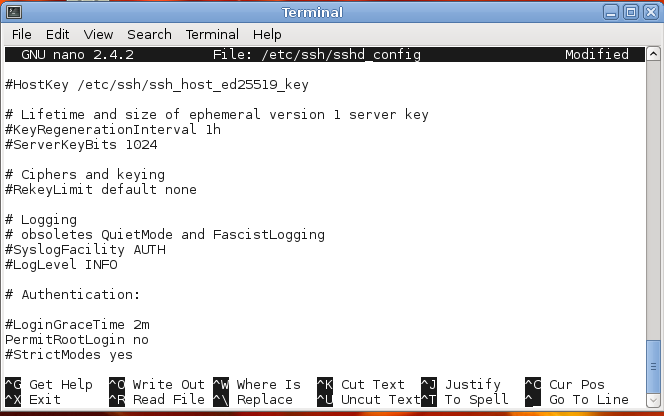 Terminal
File Edit View Search Terminal Help
GNU nano 2.4.2 File: /etc/ssh/sshd_config Modified
#HostKey /etc/ssh/ssh_host_ed25519_key
# Lifetime and size of ephemeral version 1 server key
#KeyRegenerationInterval 1h
#ServerKeyBits 1024
# Ciphers and keying
#RekeyLimit default none
# Logging
# obsoletes QuietMode and FascistLogging
#SyslogFacility AUTH
#LogLevel INFO
# Authentication:
#LoginGraceTime 2m
PermitRootLogin no
#StrictModes yes
^G Get Help ^O Write Out ^W Where Is ^K Cut Text ^J Justify ^C Cur Pos
^X Exit ^R Read File ^\ Replace ^U Uncut Text ^T To Spell ^_ Go To Line